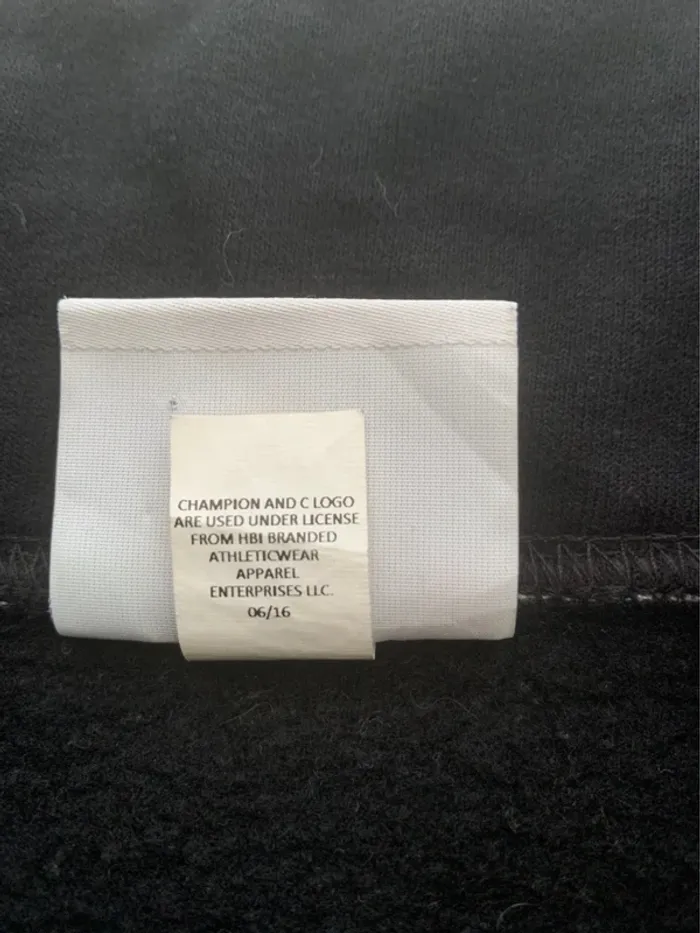 CHAMPION AND C LOGO
ARE USED UNDER LICENSE
FROM HBI BRANDED
ATHLETICWEAR
APPAREL
ENTERPRISES LLC.
06/16